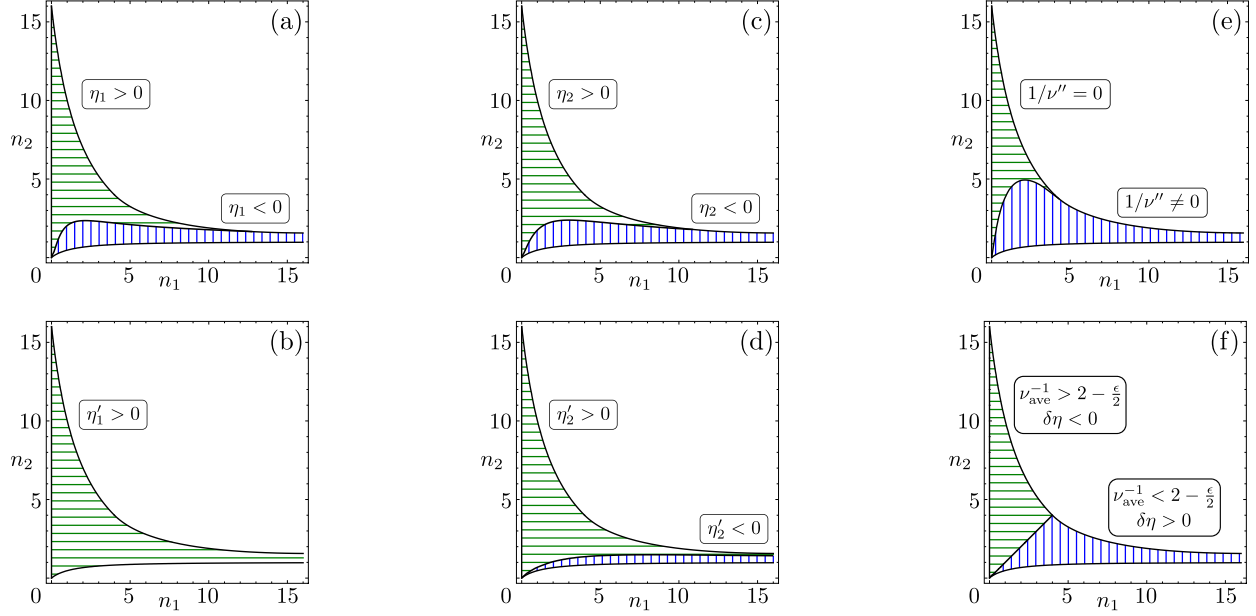 (a)
15
10
5
0
n₂
η₁ > 0
η₁ < 0
5
10
15
n₁
(c)
15
10
5
0
η₂ > 0
η₂ < 0
n₂
5
10
15
n₁
(e)
15
10
5
0
1/ν″ = 0
1/ν″ ≠ 0
n₂
5
10
15
n₁
(b)
15
10
5
0
η′₁ > 0
n₂
5
10
15
n₁
(d)
15
10
5
0
η′₂ > 0
η′₂ < 0
n₂
5
10
15
n₁
(f)
15
10
5
0
ν⁻¹_ave > 2 − ϵ/2
δη < 0
ν⁻¹_ave < 2 − ϵ/2
δη > 0
n₂
5
10
15
n₁